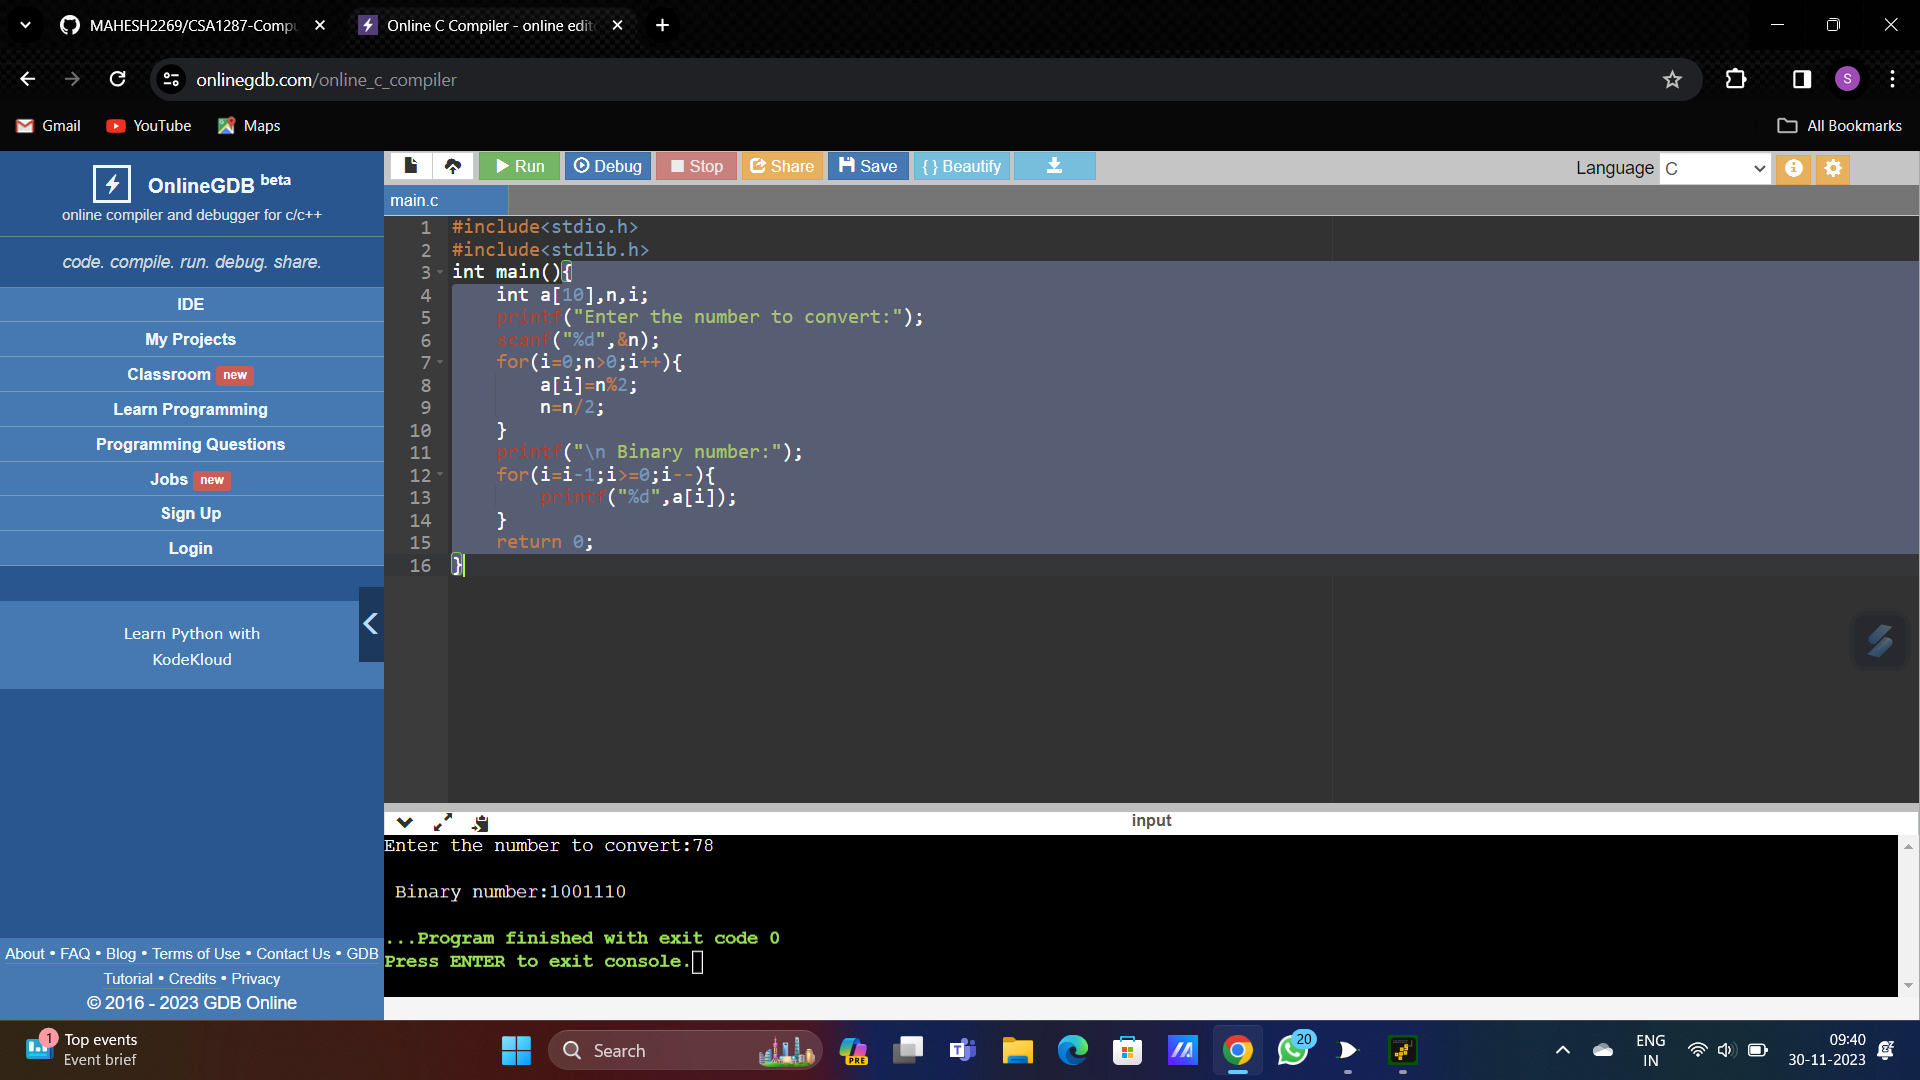 MAHESH2269/CSA1287-Compu
Online C Compiler - online edit
onlinegdb.com/online_c_compiler
S
Gmail
YouTube
Maps
All Bookmarks
OnlineGDB beta
online compiler and debugger for c/c++
code. compile. run. debug. share.
IDE
My Projects
Classroom new
Learn Programming
Programming Questions
Jobs new
Sign Up
Login
Learn Python with
KodeKloud
About • FAQ • Blog • Terms of Use • Contact Us • GDB
Tutorial • Credits • Privacy
© 2016 - 2023 GDB Online
Run
Debug
Stop
Share
Save
{ } Beautify
Language C
main.c
1 #include<stdio.h>
2 #include<stdlib.h>
3 int main(){
4 int a[10],n,i;
5 printf("Enter the number to convert:");
6 scanf("%d",&n);
7 for(i=0;n>0;i++){
8 a[i]=n%2;
9 n=n/2;
10 }
11 printf("\n Binary number:");
12 for(i=i-1;i>=0;i--){
13 printf("%d",a[i]);
14 }
15 return 0;
16 }
input
Enter the number to convert:78
Binary number:1001110
...Program finished with exit code 0
Press ENTER to exit console.
1
Top events
Event brief
Search
PRE
20
ENG
IN
09:40
30-11-2023